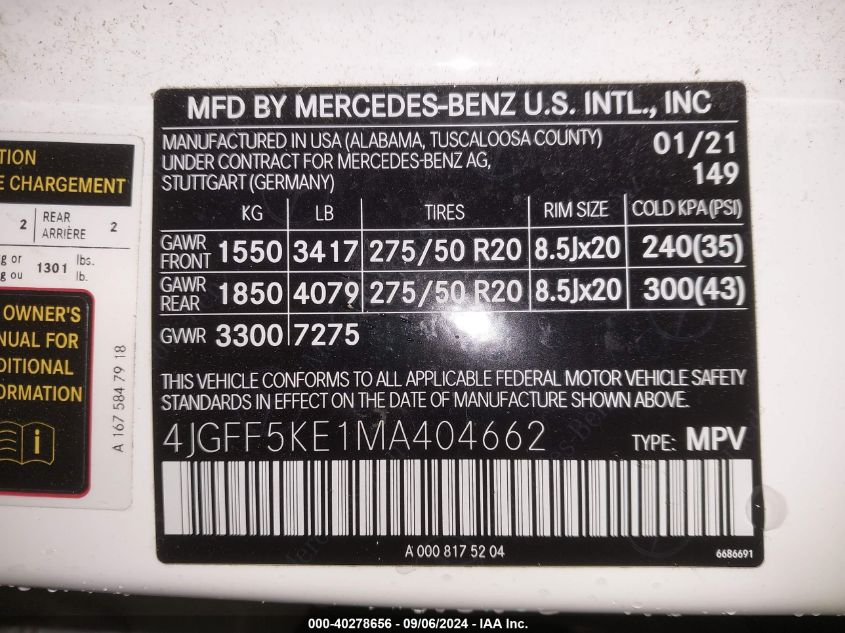 MFD BY MERCEDES-BENZ U.S. INTL., INC
MANUFACTURED IN USA (ALABAMA, TUSCALOOSA COUNTY)
UNDER CONTRACT FOR MERCEDES-BENZ AG,
STUTTGART (GERMANY)
01/21
149
KG LB TIRES RIM SIZE COLD KPA(PSI)
GAWR FRONT 1550 3417 275/50 R20 8.5Jx20 240(35)
GAWR REAR 1850 4079 275/50 R20 8.5Jx20 300(43)
GVWR 3300 7275
THIS VEHICLE CONFORMS TO ALL APPLICABLE FEDERAL MOTOR VEHICLE SAFETY
STANDARDS IN EFFECT ON THE DATE OF MANUFACTURE SHOWN ABOVE.
4JGFF5KE1MA404662 TYPE: MPV
A 000 817 52 04
6686691
CHARGEMENT
2 REAR
ARRIÈRE 2
or 1301 lbs.
ou lb.
OWNER'S
FOR
A 167 584 79 18
000-40278656 - 09/06/2024 - IAA Inc.